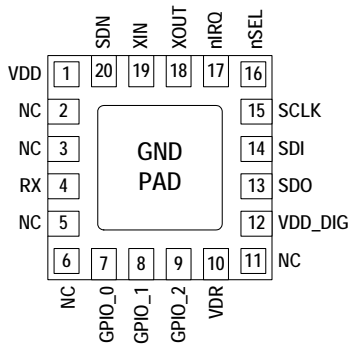 SDN XIN XOUT nIRQ nSEL
VDD 1 20 19 18 17 16
NC 2 15 SCLK
NC 3 GND 14 SDI
RX 4 PAD 13 SDO
NC 5 12 VDD_DIG
6 7 8 9 10 11 NC
NC GPIO_0 GPIO_1 GPIO_2 VDR